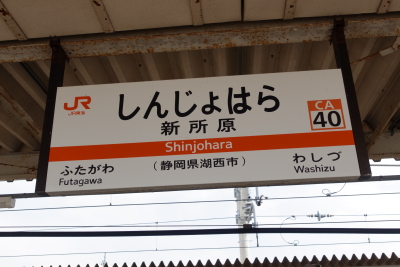 JR
JR東海
しんじょはら
新所原
CA
40
Shinjohara
(静岡県湖西市)
ふたがわ
Futagawa
わしづ
Washizu